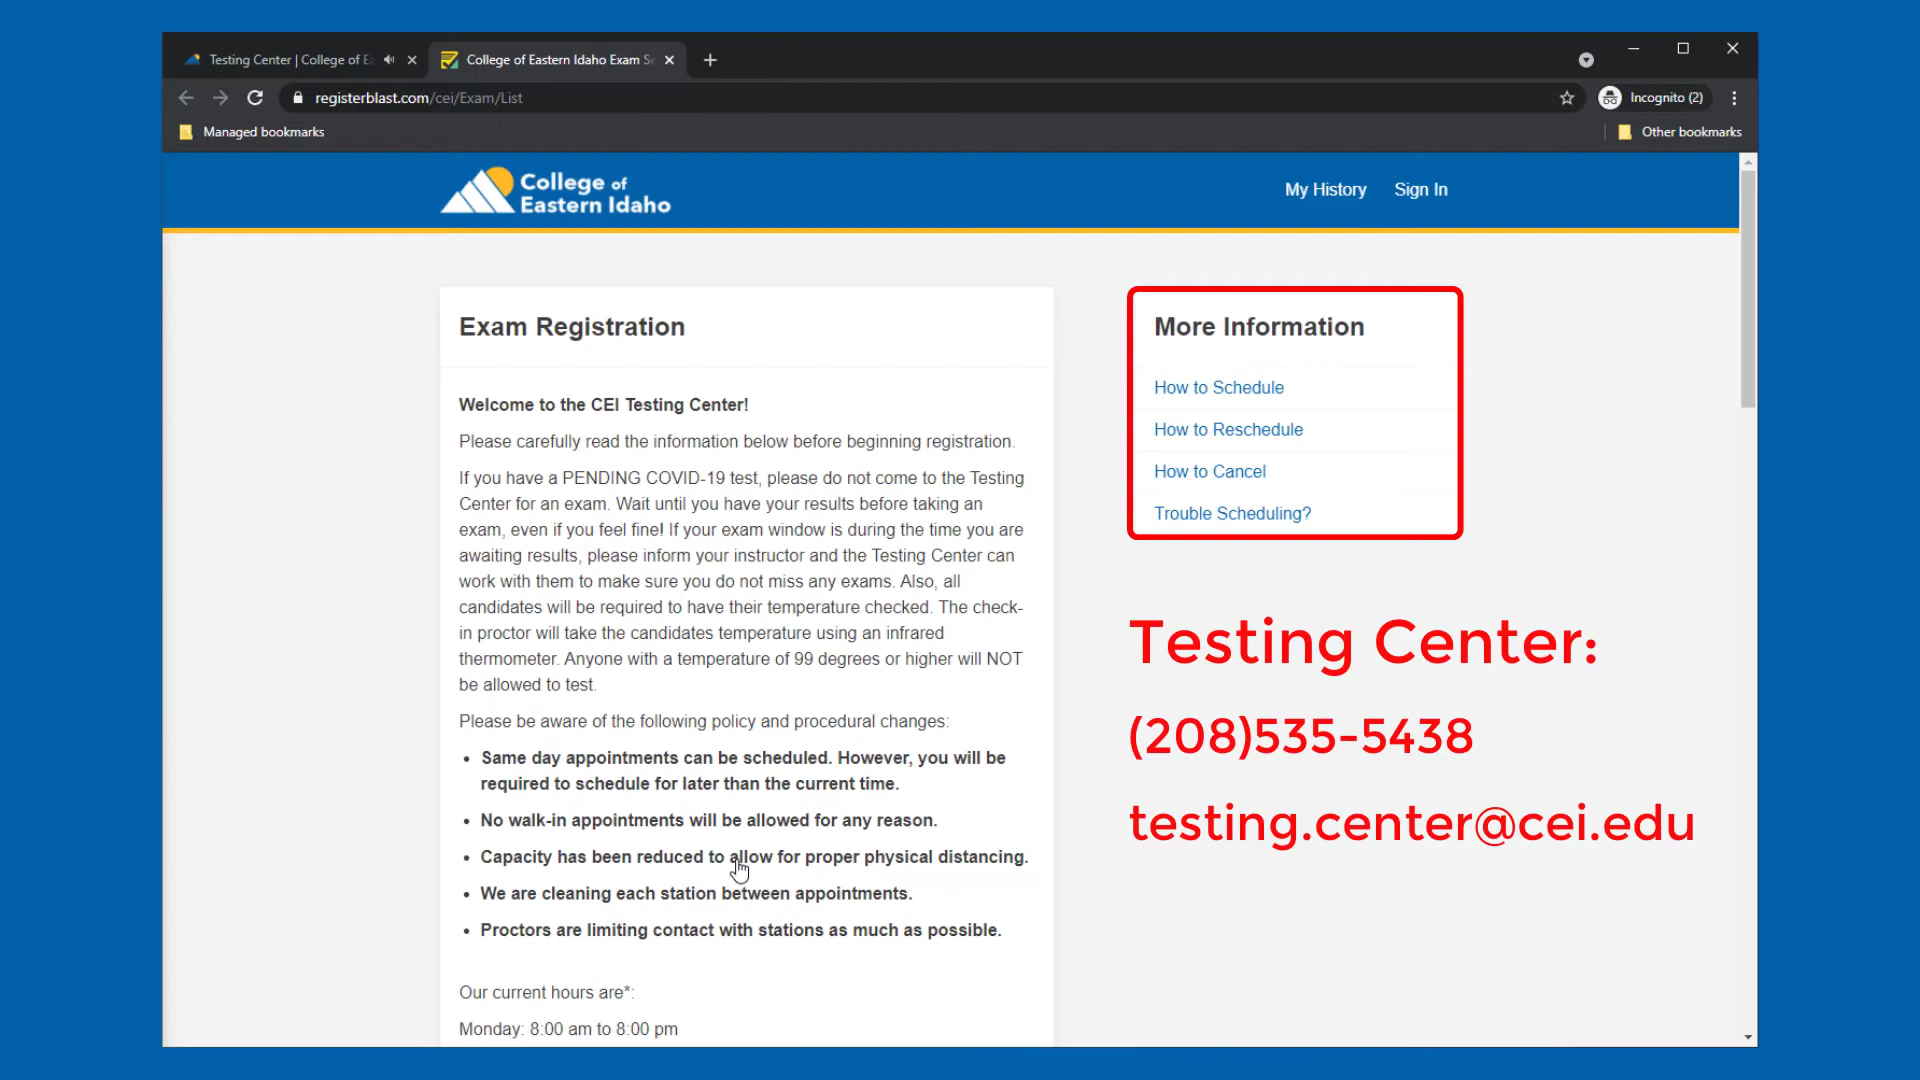 Testing Center | College of E
College of Eastern Idaho Exam S
registerblast.com/cei/Exam/List
Incognito (2)
Managed bookmarks
Other bookmarks
College of
Eastern Idaho
My History
Sign In
Exam Registration
Welcome to the CEI Testing Center!
Please carefully read the information below before beginning registration.
If you have a PENDING COVID-19 test, please do not come to the Testing
Center for an exam. Wait until you have your results before taking an
exam, even if you feel fine! If your exam window is during the time you are
awaiting results, please inform your instructor and the Testing Center can
work with them to make sure you do not miss any exams. Also, all
candidates will be required to have their temperature checked. The check-
in proctor will take the candidates temperature using an infrared
thermometer. Anyone with a temperature of 99 degrees or higher will NOT
be allowed to test.
Please be aware of the following policy and procedural changes:
• Same day appointments can be scheduled. However, you will be
required to schedule for later than the current time.
• No walk-in appointments will be allowed for any reason.
• Capacity has been reduced to allow for proper physical distancing.
• We are cleaning each station between appointments.
• Proctors are limiting contact with stations as much as possible.
Our current hours are*:
Monday: 8:00 am to 8:00 pm
More Information
How to Schedule
How to Reschedule
How to Cancel
Trouble Scheduling?
Testing Center:
(208)535-5438
testing.center@cei.edu